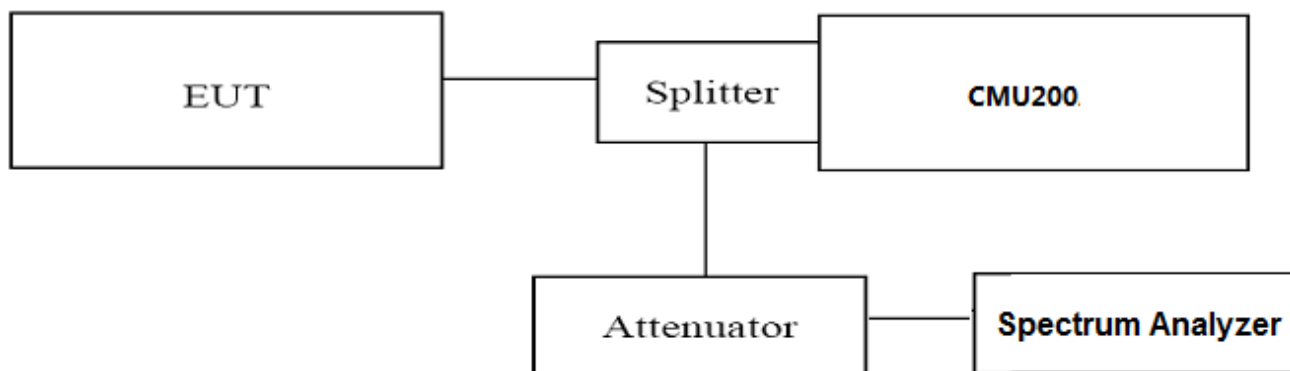 EUT
Splitter
CMU200.
Attenuator
Spectrum Analyzer